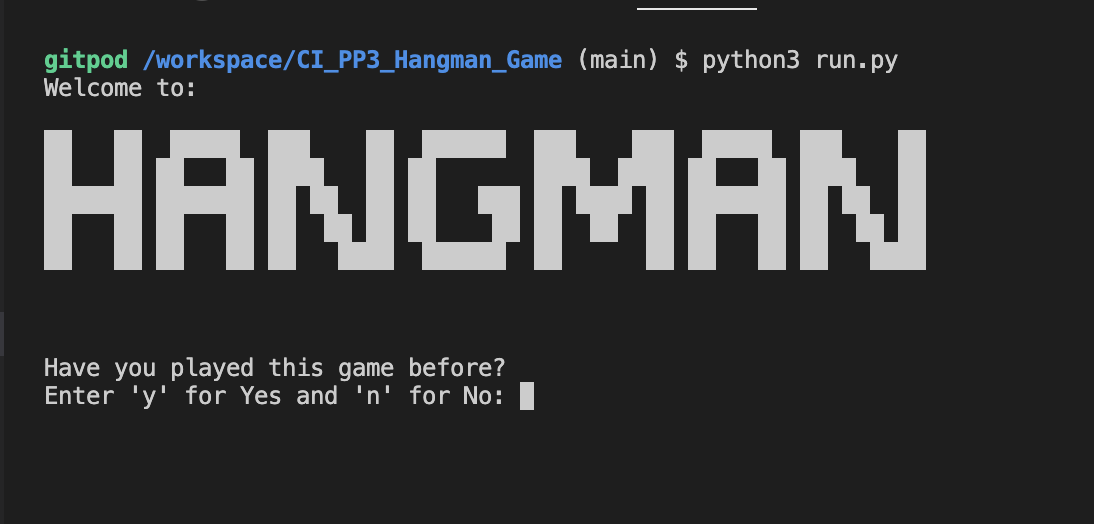 gitpod /workspace/CI_PP3_Hangman_Game (main) $ python3 run.py
Welcome to:
HANGMAN
Have you played this game before?
Enter 'y' for Yes and 'n' for No: